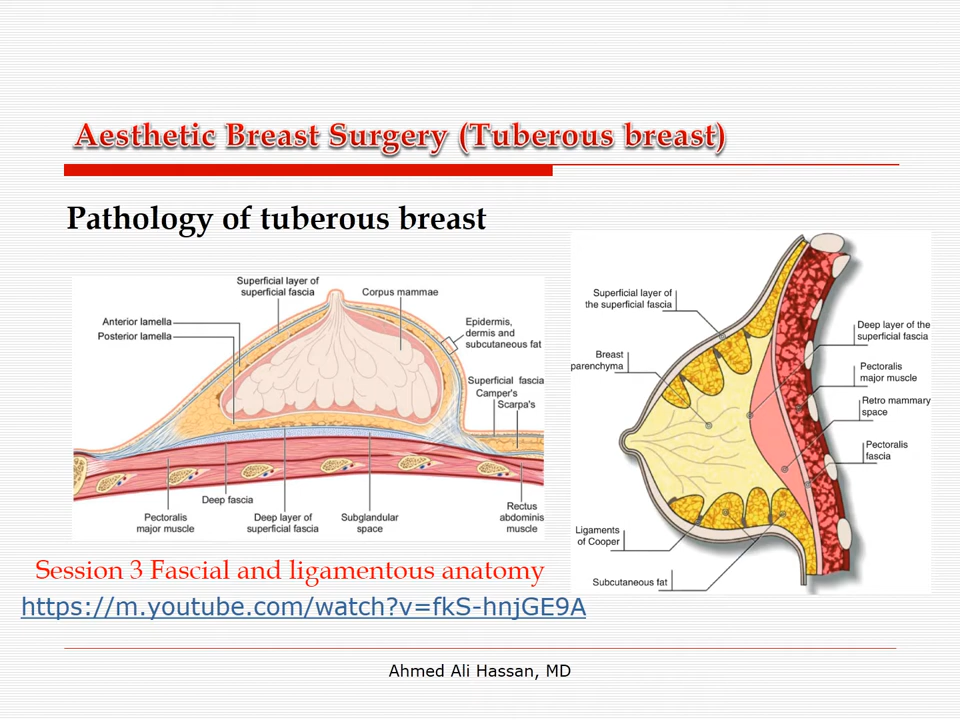 Aesthetic Breast Surgery (Tuberous breast)
Pathology of tuberous breast
Superficial layer of
superficial fascia
Corpus mammae
Anterior lamella
Posterior lamella
Epidermis,
dermis and
subcutaneous fat
Superficial fascia
Camper's
Scarpa's
Deep fascia
Pectoralis
major muscle
Deep layer of
superficial fascia
Subglandular
space
Rectus
abdominis
muscle
Superficial layer of
the superficial fascia
Breast
parenchyma
Deep layer of the
superficial fascia
Pectoralis
major muscle
Retro mammary
space
Pectoralis
fascia
Ligaments
of Cooper
Subcutaneous fat
Session 3 Fascial and ligamentous anatomy
https://m.youtube.com/watch?v=fkS-hnjGE9A
Ahmed Ali Hassan, MD